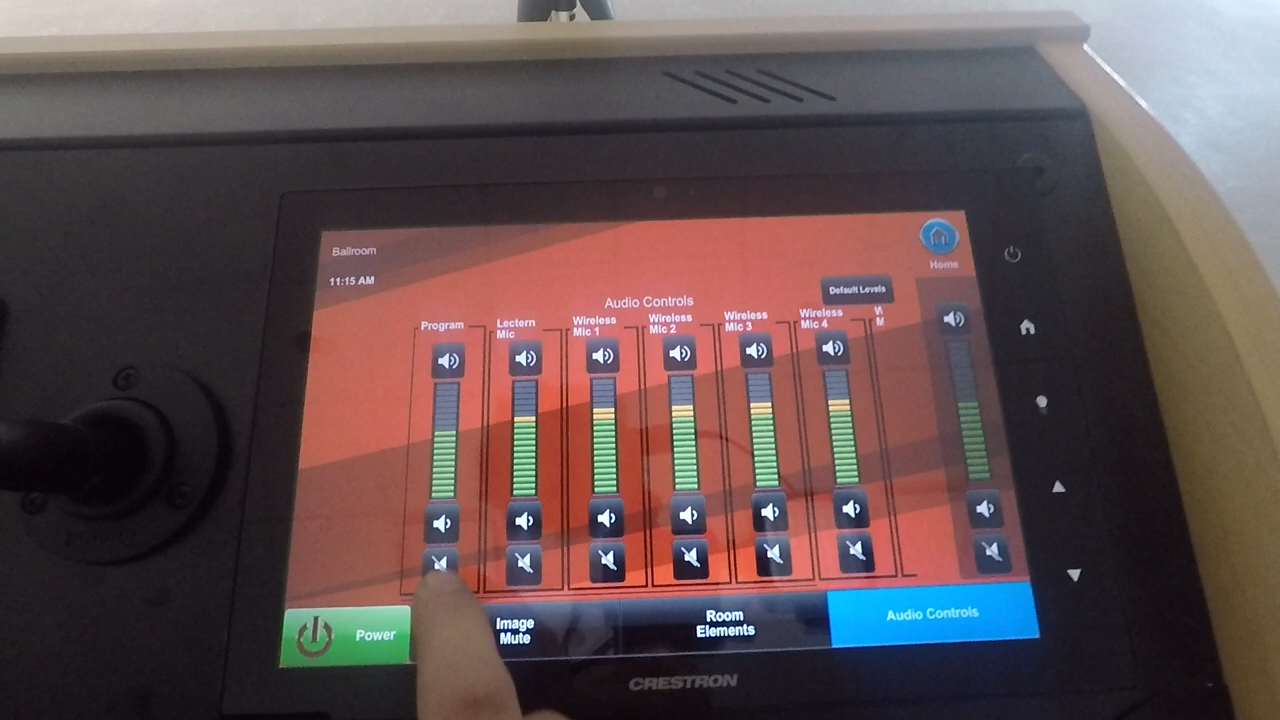 Ballroom
Home
11:15 AM
Default Levels
Audio Controls
Program
Lectern
Mic
Wireless
Mic 1
Wireless
Mic 2
Wireless
Mic 3
Wireless
Mic 4
W
M
Power
Image
Mute
Room
Elements
Audio Controls
CRESTRON